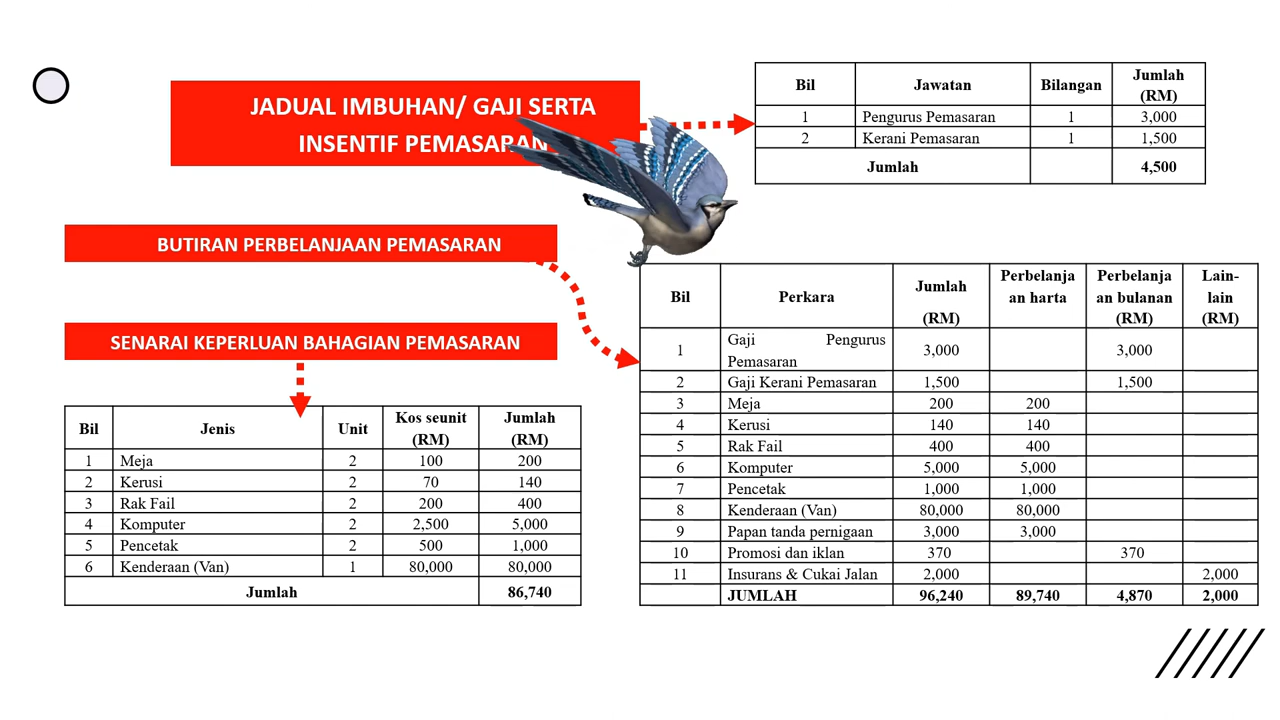 JADUAL IMBUHAN/ GAJI SERTA
INSENTIF PEMASARAN
Bil Jawatan Bilangan Jumlah (RM)
1 Pengurus Pemasaran 1 3,000
2 Kerani Pemasaran 1 1,500
Jumlah 4,500
BUTIRAN PERBELANJAAN PEMASARAN
Bil Perkara Jumlah (RM) Perbelanja an harta Perbelanja an bulanan (RM) Lain- lain (RM)
1 Gaji Pengurus Pemasaran 3,000 3,000
2 Gaji Kerani Pemasaran 1,500 1,500
3 Meja 200 200
4 Kerusi 140 140
5 Rak Fail 400 400
6 Komputer 5,000 5,000
7 Pencetak 1,000 1,000
8 Kenderaan (Van) 80,000 80,000
9 Papan tanda pernigaan 3,000 3,000
10 Promosi dan iklan 370 370
11 Insurans & Cukai Jalan 2,000 2,000
JUMLAH 96,240 89,740 4,870 2,000
SENARAI KEPERLUAN BAHAGIAN PEMASARAN
Bil Jenis Unit Kos seunit (RM) Jumlah (RM)
1 Meja 2 100 200
2 Kerusi 2 70 140
3 Rak Fail 2 200 400
4 Komputer 2 2,500 5,000
5 Pencetak 2 500 1,000
6 Kenderaan (Van) 1 80,000 80,000
Jumlah 86,740